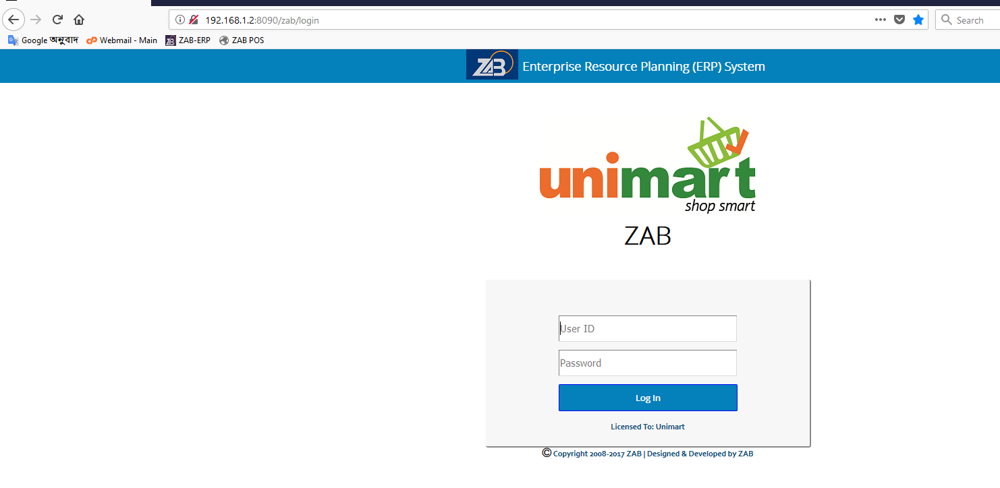 192.168.1.2:8090/zab/login
Search
Google অনুবাদ
Webmail - Main
ZAB-ERP
ZAB POS
ZAB Enterprise Resource Planning (ERP) System
unimart
shop smart
ZAB
User ID
Password
Log In
Licensed To: Unimart
© Copyright 2008-2017 ZAB | Designed & Developed by ZAB